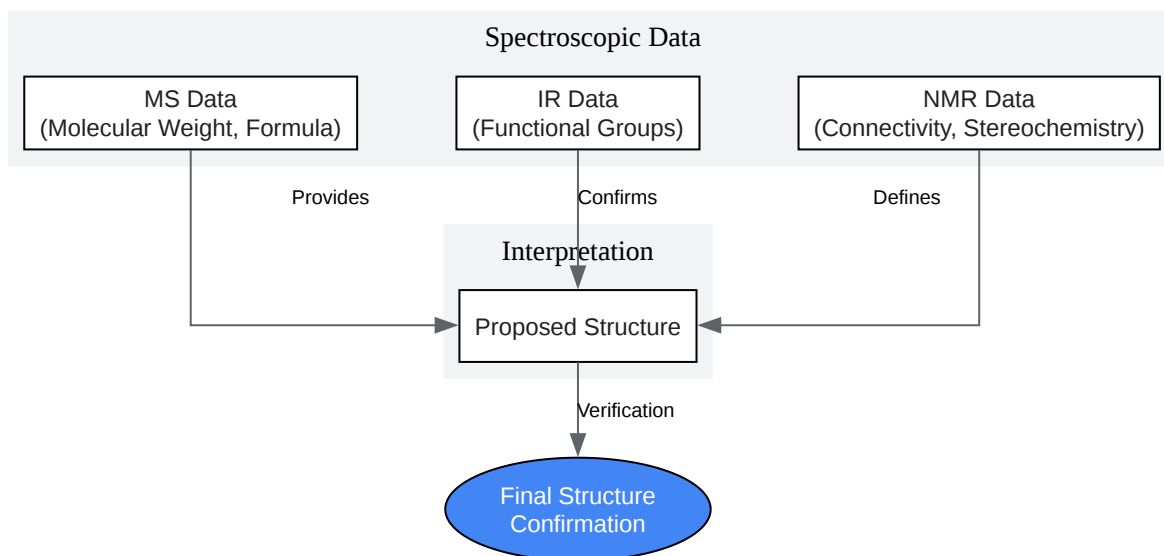 Spectroscopic Data
MS Data
(Molecular Weight, Formula)
IR Data
(Functional Groups)
NMR Data
(Connectivity, Stereochemistry)
Provides
Confirms
Defines
Interpretation
Proposed Structure
Verification
Final Structure
Confirmation